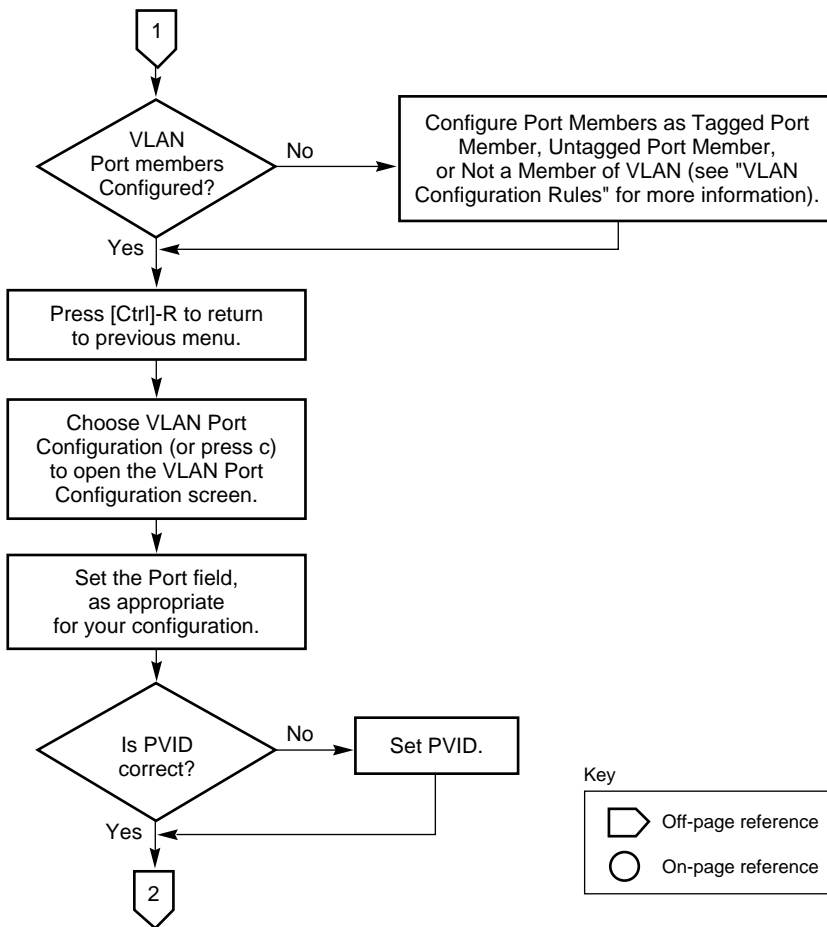 1
VLAN
Port members
Configured?
No
Configure Port Members as Tagged Port
Member, Untagged Port Member,
or Not a Member of VLAN (see "VLAN
Configuration Rules" for more information).
Yes
Press [Ctrl]-R to return
to previous menu.
Choose VLAN Port
Configuration (or press c)
to open the VLAN Port
Configuration screen.
Set the Port field,
as appropriate
for your configuration.
Is PVID
correct?
No
Set PVID.
Yes
2
Key
Off-page reference
On-page reference